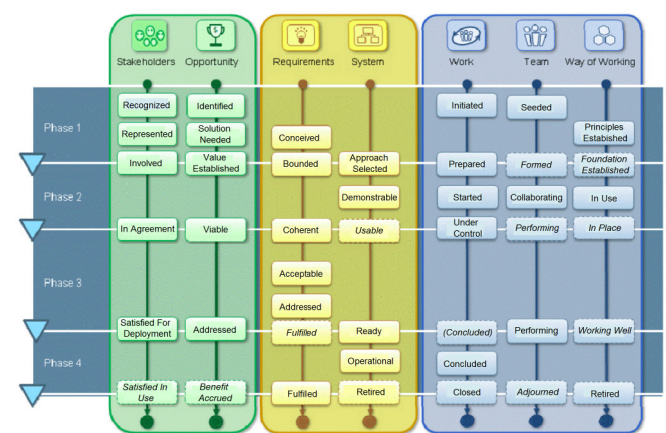 Stakeholders Opportunity Requirements System Work Team Way of Working
Phase 1
Recognized Identified Initiated Seeded
Represented Solution Needed Conceived Principles Estabished
Involved Value Established Bounded Approach Selected Prepared Formed Foundation Established
Phase 2
Demonstrable Started Collaborating In Use
In Agreement Viable Coherent Usable Under Control Performing In Place
Phase 3
Acceptable
Addressed
Satisfied For Deployment Addressed Fulfilled Ready (Concluded) Performing Working Well
Phase 4
Operational Concluded
Satisfied In Use Benefit Accrued Fulfilled Retired Closed Adjourned Retired